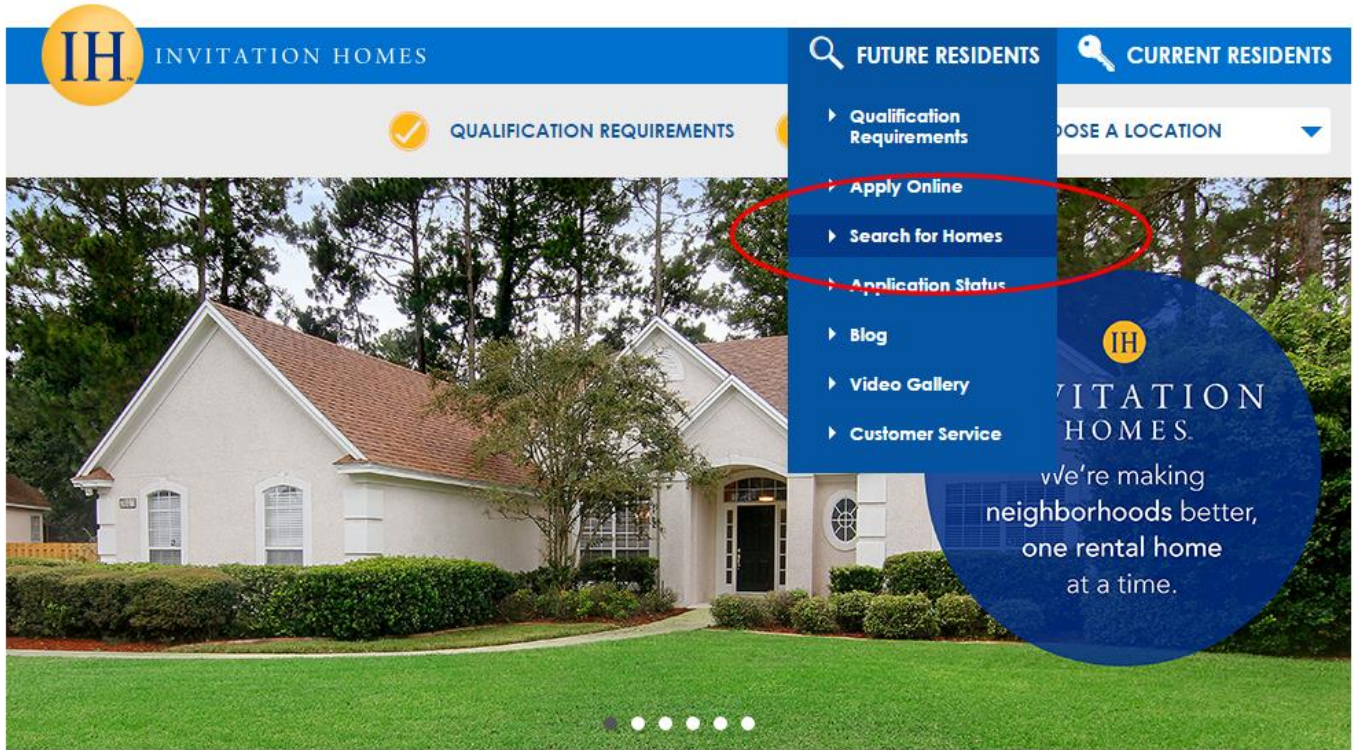 IH INVITATION HOMES
FUTURE RESIDENTS
CURRENT RESIDENTS
QUALIFICATION REQUIREMENTS
OOSE A LOCATION
Qualification
Requirements
Apply Online
Search for Homes
Application Status
Blog
Video Gallery
Customer Service
IH
VITATION
HOMES
We're making
neighborhoods better,
one rental home
at a time.